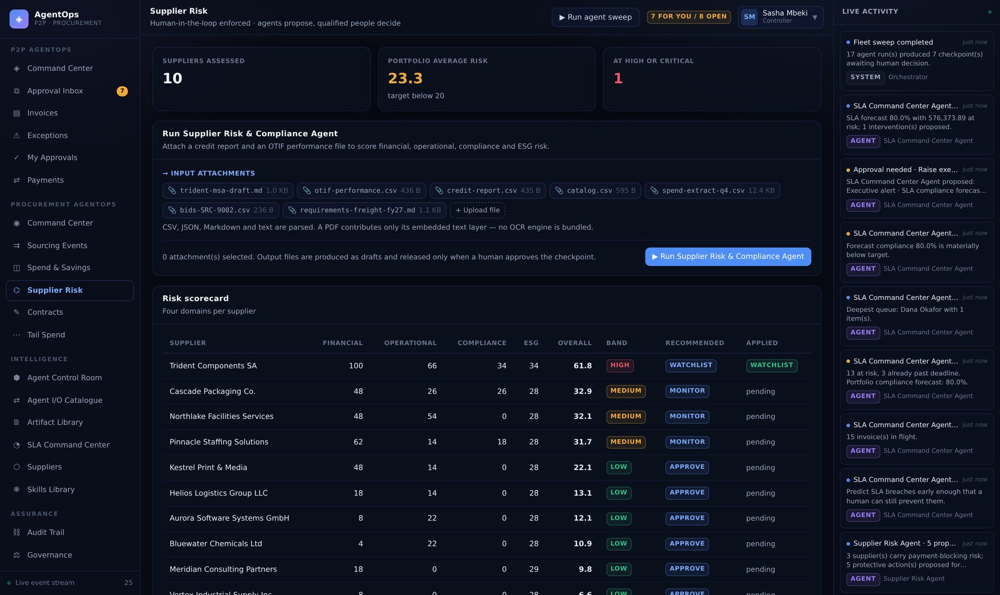 AgentOps
P2P · PROCUREMENT
P2P AGENTOPS
Command Center
Approval Inbox 7
Invoices
Exceptions
My Approvals
Payments
PROCUREMENT AGENTOPS
Command Center
Sourcing Events
Spend & Savings
Supplier Risk
Contracts
Tail Spend
INTELLIGENCE
Agent Control Room
Agent I/O Catalogue
Artifact Library
SLA Command Center
Suppliers
Skills Library
ASSURANCE
Audit Trail
Governance
Live event stream 25
Supplier Risk
Human-in-the-loop enforced · agents propose, qualified people decide
▶ Run agent sweep
7 FOR YOU / 8 OPEN
SM
Sasha Mbeki
Controller
SUPPLIERS ASSESSED
10
PORTFOLIO AVERAGE RISK
23.3
target below 20
AT HIGH OR CRITICAL
1
Run Supplier Risk & Compliance Agent
Attach a credit report and an OTIF performance file to score financial, operational, compliance and ESG risk.
→ INPUT ATTACHMENTS
trident-msa-draft.md 1.0 KB otif-performance.csv 436 B credit-report.csv 435 B catalog.csv 595 B spend-extract-q4.csv 12.4 KB
bids-SRC-9002.csv 236 B requirements-freight-fy27.md 1.1 KB + Upload file
CSV, JSON, Markdown and text are parsed. A PDF contributes only its embedded text layer — no OCR engine is bundled.
0 attachment(s) selected. Output files are produced as drafts and released only when a human approves the checkpoint.
▶ Run Supplier Risk & Compliance Agent
Risk scorecard
Four domains per supplier
SUPPLIER FINANCIAL OPERATIONAL COMPLIANCE ESG OVERALL BAND RECOMMENDED APPLIED
Trident Components SA 100 66 34 34 61.8 HIGH WATCHLIST WATCHLIST
Cascade Packaging Co. 48 26 26 28 32.9 MEDIUM MONITOR pending
Northlake Facilities Services 48 54 0 28 32.1 MEDIUM MONITOR pending
Pinnacle Staffing Solutions 62 14 18 28 31.7 MEDIUM MONITOR pending
Kestrel Print & Media 48 14 0 28 22.1 LOW APPROVE pending
Helios Logistics Group LLC 18 14 0 28 13.1 LOW APPROVE pending
Aurora Software Systems GmbH 8 22 0 28 12.1 LOW APPROVE pending
Bluewater Chemicals Ltd 4 22 0 28 10.9 LOW APPROVE pending
Meridian Consulting Partners 18 0 0 29 9.8 LOW APPROVE pending
Vertex Industrial Supply Inc 8 0 0 28 6.6 LOW APPROVE pending
LIVE ACTIVITY
Fleet sweep completed just now
17 agent run(s) produced 7 checkpoint(s)
awaiting human decision.
SYSTEM Orchestrator
SLA Command Center Agent... just now
SLA forecast 80.0% with 576,373.89 at
risk; 1 intervention(s) proposed.
AGENT SLA Command Center Agent
Approval needed · Raise exe... just now
SLA Command Center Agent proposed:
Executive alert · SLA compliance forecas...
AGENT SLA Command Center Agent
SLA Command Center Agent... just now
Forecast compliance 80.0% is materially
below target.
AGENT SLA Command Center Agent
SLA Command Center Agent... just now
Deepest queue: Dana Okafor with 1
item(s).
AGENT SLA Command Center Agent
SLA Command Center Agent... just now
13 at risk, 3 already past deadline.
Portfolio compliance forecast: 80.0%.
AGENT SLA Command Center Agent
SLA Command Center Agent... just now
15 invoice(s) in flight.
AGENT SLA Command Center Agent
SLA Command Center Agent... just now
Predict SLA breaches early enough that a
human can still prevent them.
AGENT SLA Command Center Agent
Supplier Risk Agent · 5 prop... just now
3 supplier(s) carry payment-blocking risk;
5 protective action(s) proposed for...
AGENT Supplier Risk Agent